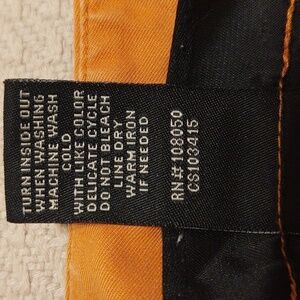 TURN INSIDE OUT
WHEN WASHING
MACHINE WASH
COLD
WITH LIKE COLOR
DELICATE CYCLE
DO NOT BLEACH
LINE DRY
WARM IRON
IF NEEDED
RN#108050
CS103415